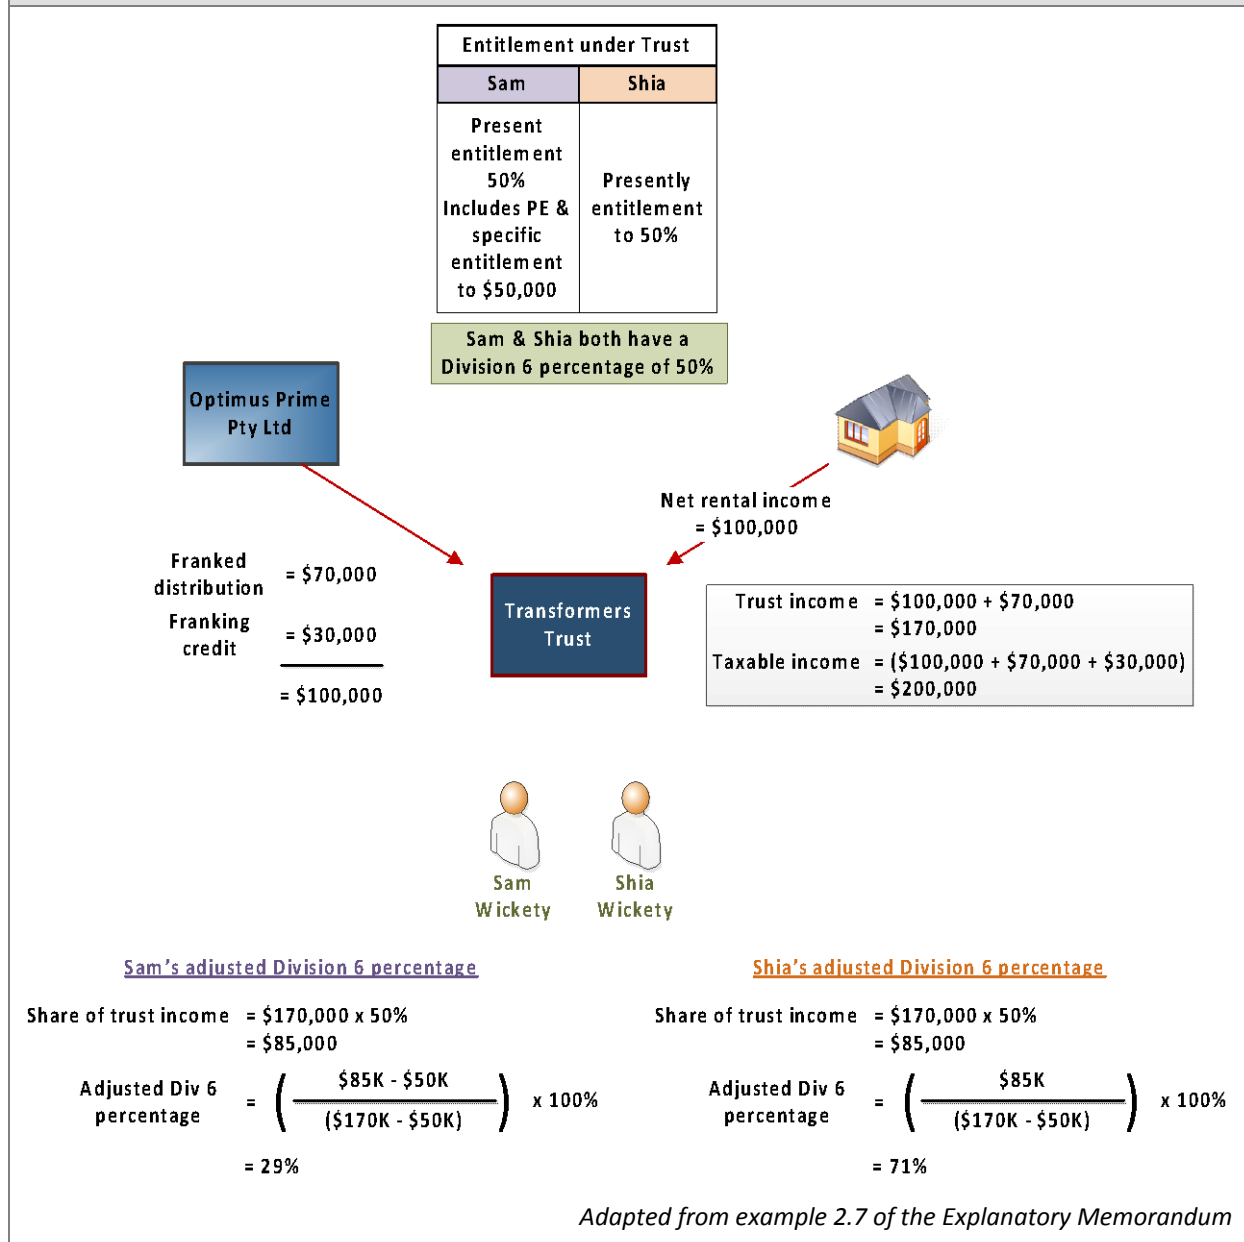 Entitlement under Trust
Sam
Shia
Present
entitlement
50%
Includes PE &
specific
entitlement
to $50,000
Presently
entitlement
to 50%
Sam & Shia both have a
Division 6 percentage of 50%
Optimus Prime
Pty Ltd
Net rental income
= $100,000
Franked
distribution
= $70,000
Franking
credit
= $30,000
= $100,000
Transformers
Trust
Trust income = $100,000 + $70,000
= $170,000
Taxable income = ($100,000 + $70,000 + $30,000)
= $200,000
Sam
Wickety
Shia
Wickety
Sam's adjusted Division 6 percentage
Share of trust income = $170,000 x 50%
= $85,000
Adjusted Div 6
percentage
= ( $85K - $50K
($170K - $50K) ) x 100%
= 29%
Shia's adjusted Division 6 percentage
Share of trust income = $170,000 x 50%
= $85,000
Adjusted Div 6
percentage
= ( $85K
($170K - $50K) ) x 100%
= 71%
Adapted from example 2.7 of the Explanatory Memorandum